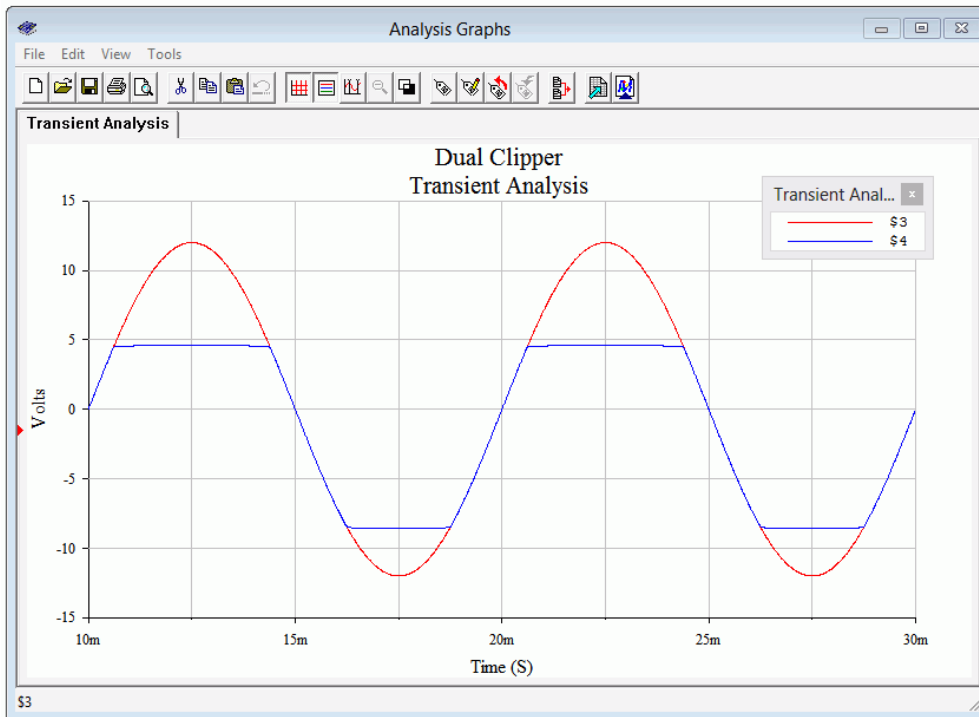 Analysis Graphs
File Edit View Tools
Transient Analysis
Dual Clipper
Transient Analysis
Transient Anal... x
$3
$4
15
10
5
0
-5
-10
-15
Volts
10m 15m 20m 25m 30m
Time (S)
$3